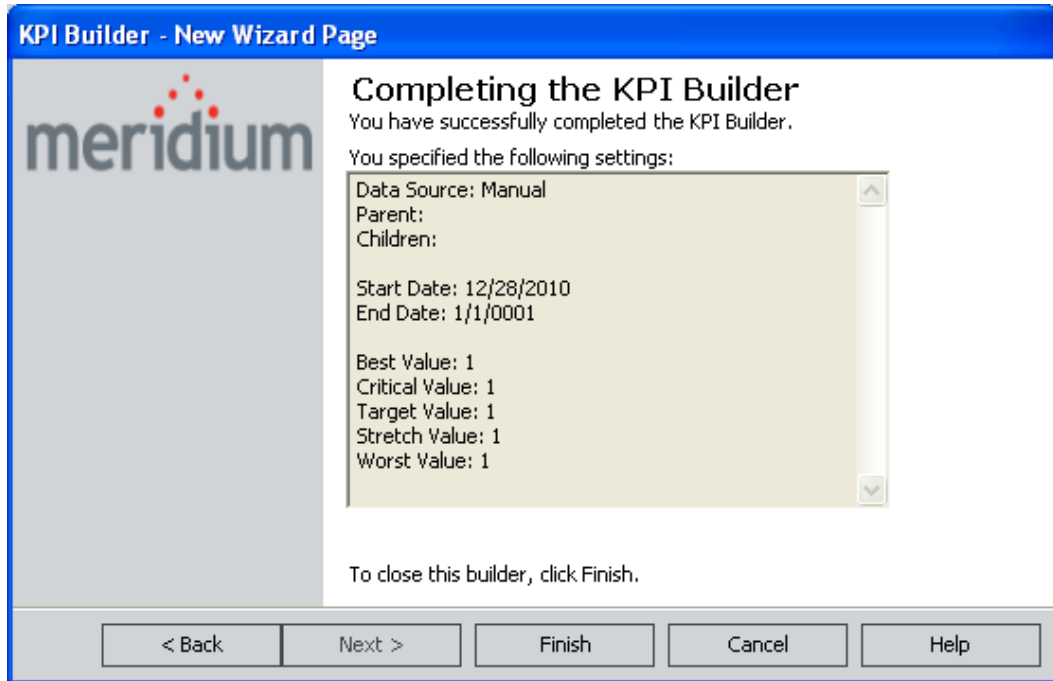 KPI Builder - New Wizard Page
meridium
Completing the KPI Builder
You have successfully completed the KPI Builder.
You specified the following settings:
Data Source: Manual
Parent:
Children:
Start Date: 12/28/2010
End Date: 1/1/0001
Best Value: 1
Critical Value: 1
Target Value: 1
Stretch Value: 1
Worst Value: 1
To close this builder, click Finish.
< Back
Next >
Finish
Cancel
Help